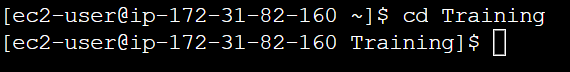 [ec2-user@ip-172-31-82-160 ~]$ cd Training
[ec2-user@ip-172-31-82-160 Training]$